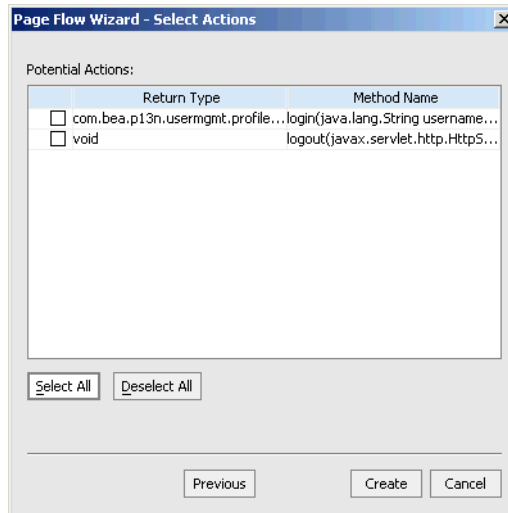 Page Flow Wizard - Select Actions
Potential Actions:
Return Type Method Name
com.bea.p13n.usermgmt.profile... login(java.lang.String username...
void logout(javax.servlet.http.HttpS...
Select All Deselect All
Previous Create Cancel